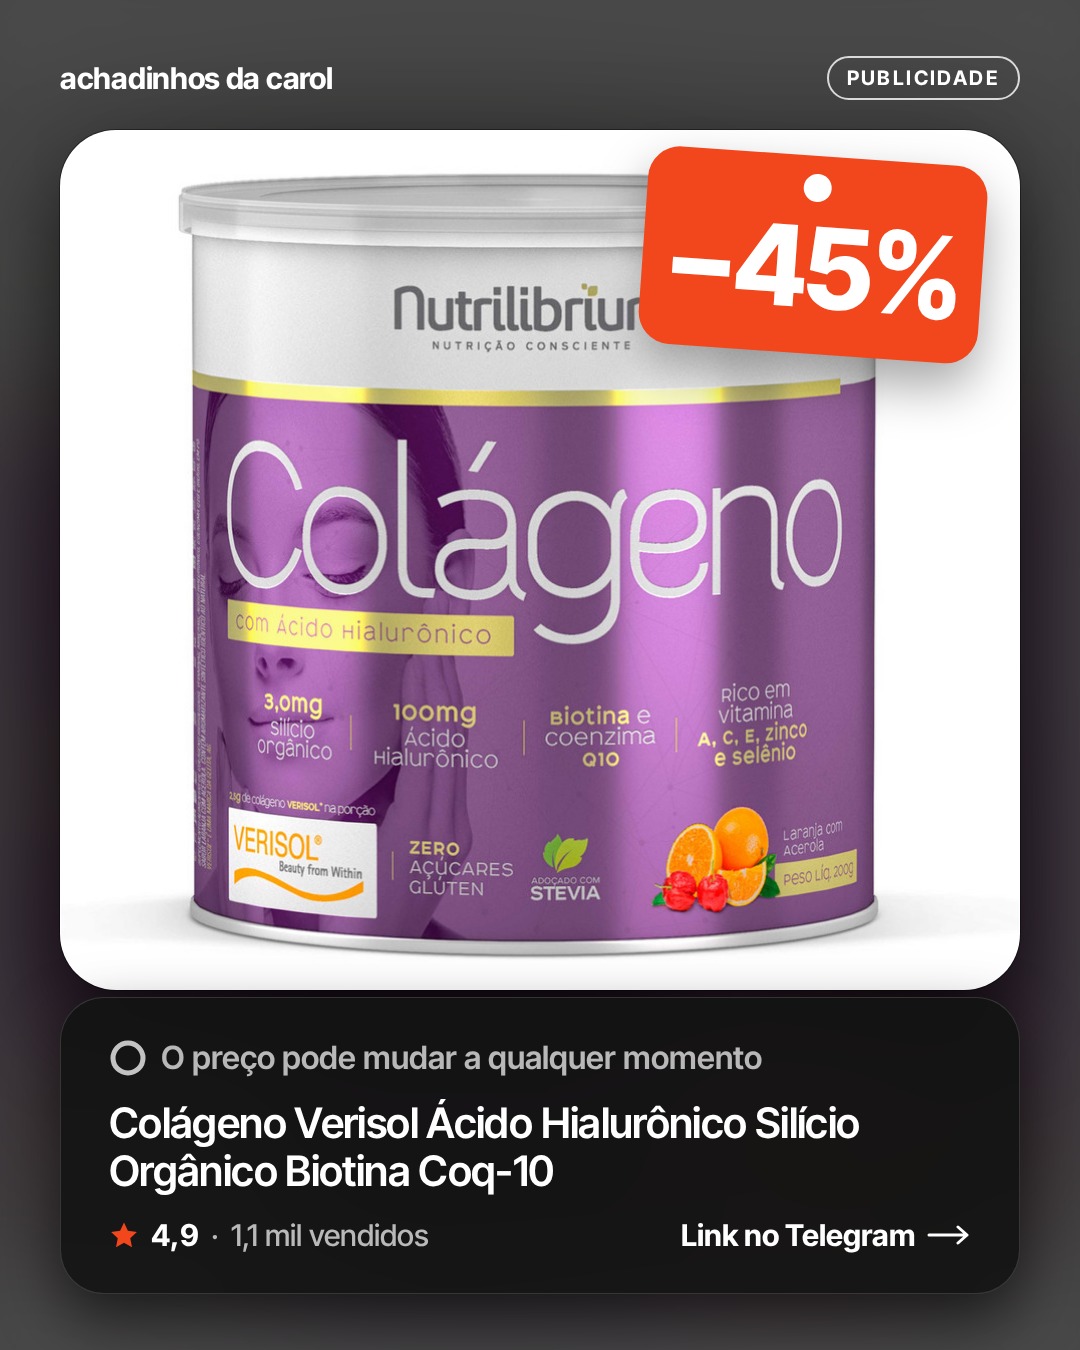 achadinhos da carol
PUBLICIDADE
–45%
Nutrilibriu
NUTRIÇÃO CONSCIENTE
Colágeno
com Ácido Hialurônico
3,0mg
silício
orgânico
100mg
Ácido
Hialurônico
Biotina e
coenzima
Q10
Rico em
vitamina
A, C, E, zinco
e selênio
2,5g de colágeno VERISOL® na porção
VERISOL®
Beauty from Within
ZERO
AÇÚCARES
GLÚTEN
ADOÇADO COM
STEVIA
Laranja com
Acerola
Peso Líq. 200g
O preço pode mudar a qualquer momento
Colágeno Verisol Ácido Hialurônico Silício
Orgânico Biotina Coq-10
4,9 · 1,1 mil vendidos
Link no Telegram →